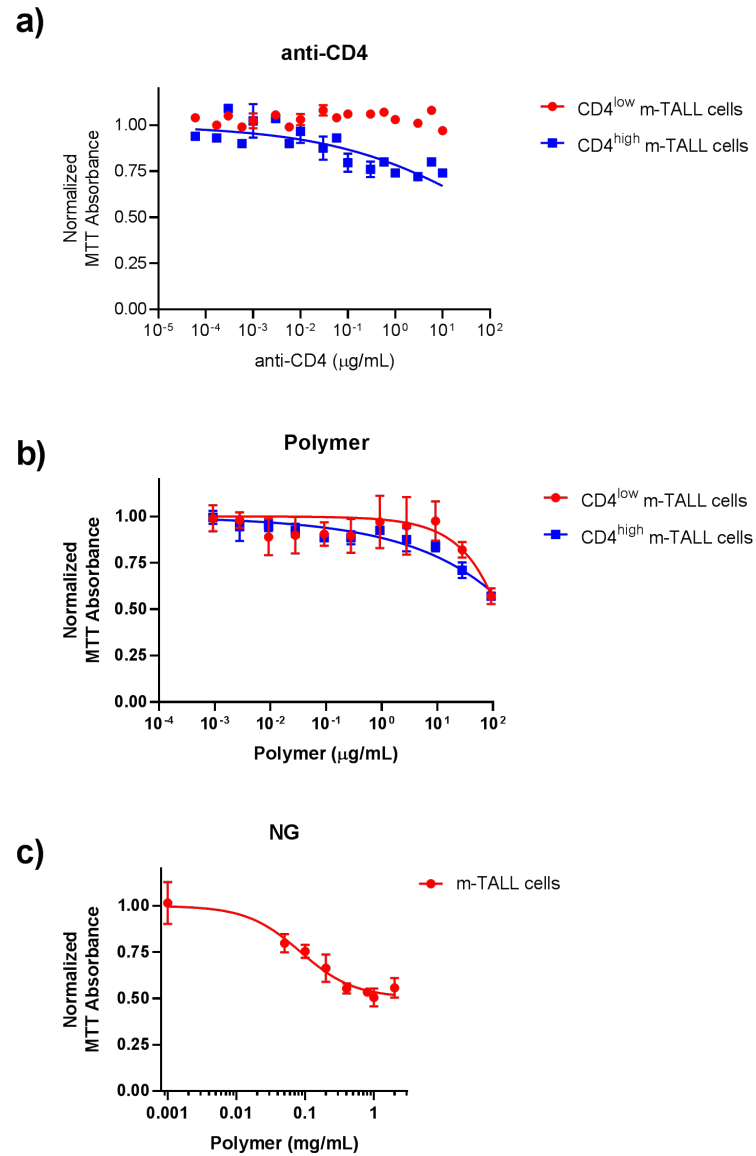 a)
anti-CD4
Normalized
MTT Absorbance
1.00
0.75
0.50
0.25
0.00
10⁻⁵ 10⁻⁴ 10⁻³ 10⁻² 10⁻¹ 10⁰ 10¹ 10²
anti-CD4 (μg/mL)
CD4ˡᵒʷ m-TALL cells
CD4ʰⁱᵍʰ m-TALL cells
b)
Polymer
Normalized
MTT Absorbance
1.00
0.75
0.50
0.25
0.00
10⁻⁴ 10⁻³ 10⁻² 10⁻¹ 10⁰ 10¹ 10²
Polymer (μg/mL)
CD4ˡᵒʷ m-TALL cells
CD4ʰⁱᵍʰ m-TALL cells
c)
NG
Normalized
MTT Absorbance
1.00
0.75
0.50
0.25
0.00
0.001 0.01 0.1 1
Polymer (mg/mL)
m-TALL cells